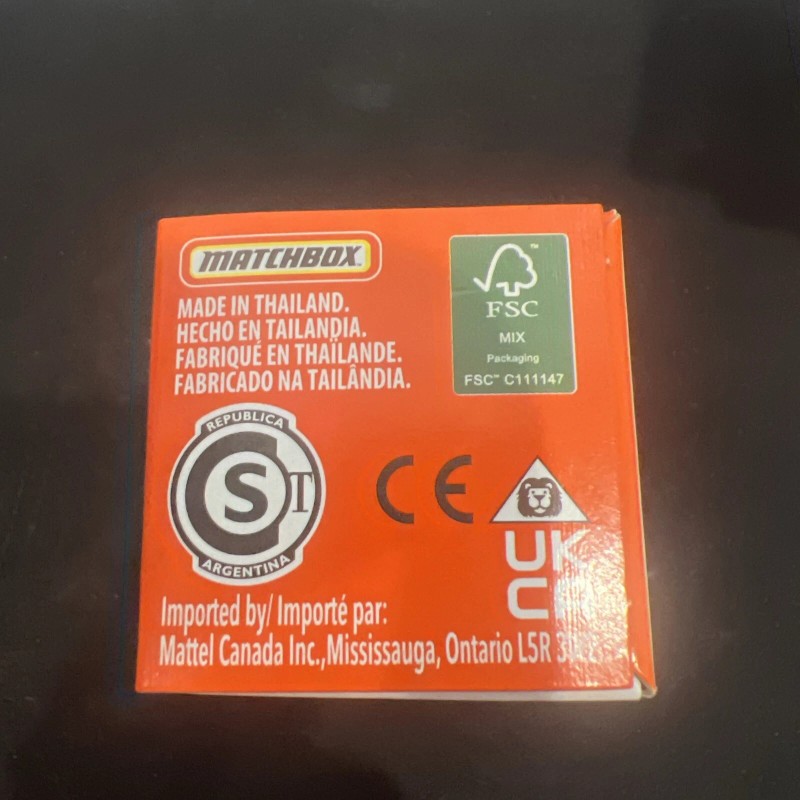 MATCHBOX
MADE IN THAILAND.
HECHO EN TAILANDIA.
FABRIQUÉ EN THAÏLANDE.
FABRICADO NA TAILÂNDIA.
FSC
MIX
Packaging
FSC™ C111147
REPUBLICA
S T
ARGENTINA
CE
UK
CA
Imported by/ Importé par:
Mattel Canada Inc.,Mississauga, Ontario L5R